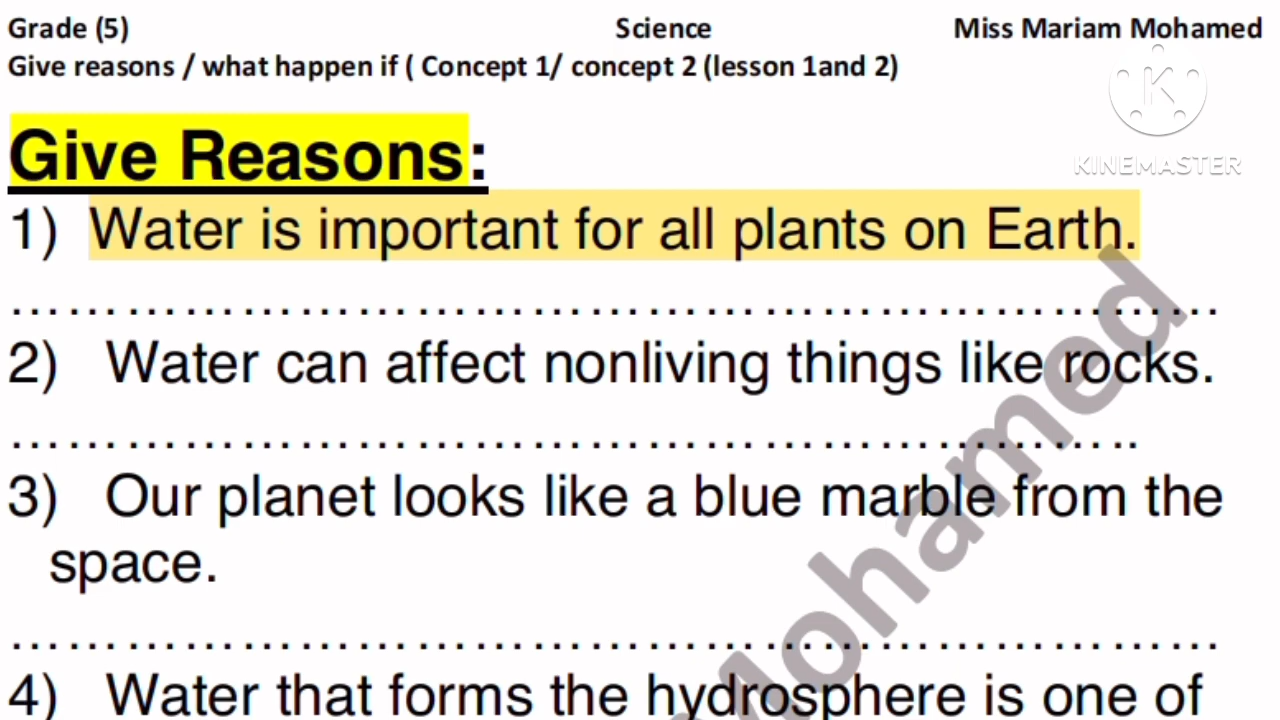 Grade (5) Science Miss Mariam Mohamed
Give reasons / what happen if ( Concept 1/ concept 2 (lesson 1and 2)
KINEMASTER
Give Reasons:
1) Water is important for all plants on Earth.
……………………………………………………………………….
2) Water can affect nonliving things like rocks.
…………………………………………………………………..
3) Our planet looks like a blue marble from the
space.
……………………………………………………………………….
4) Water that forms the hydrosphere is one of
Mohamed